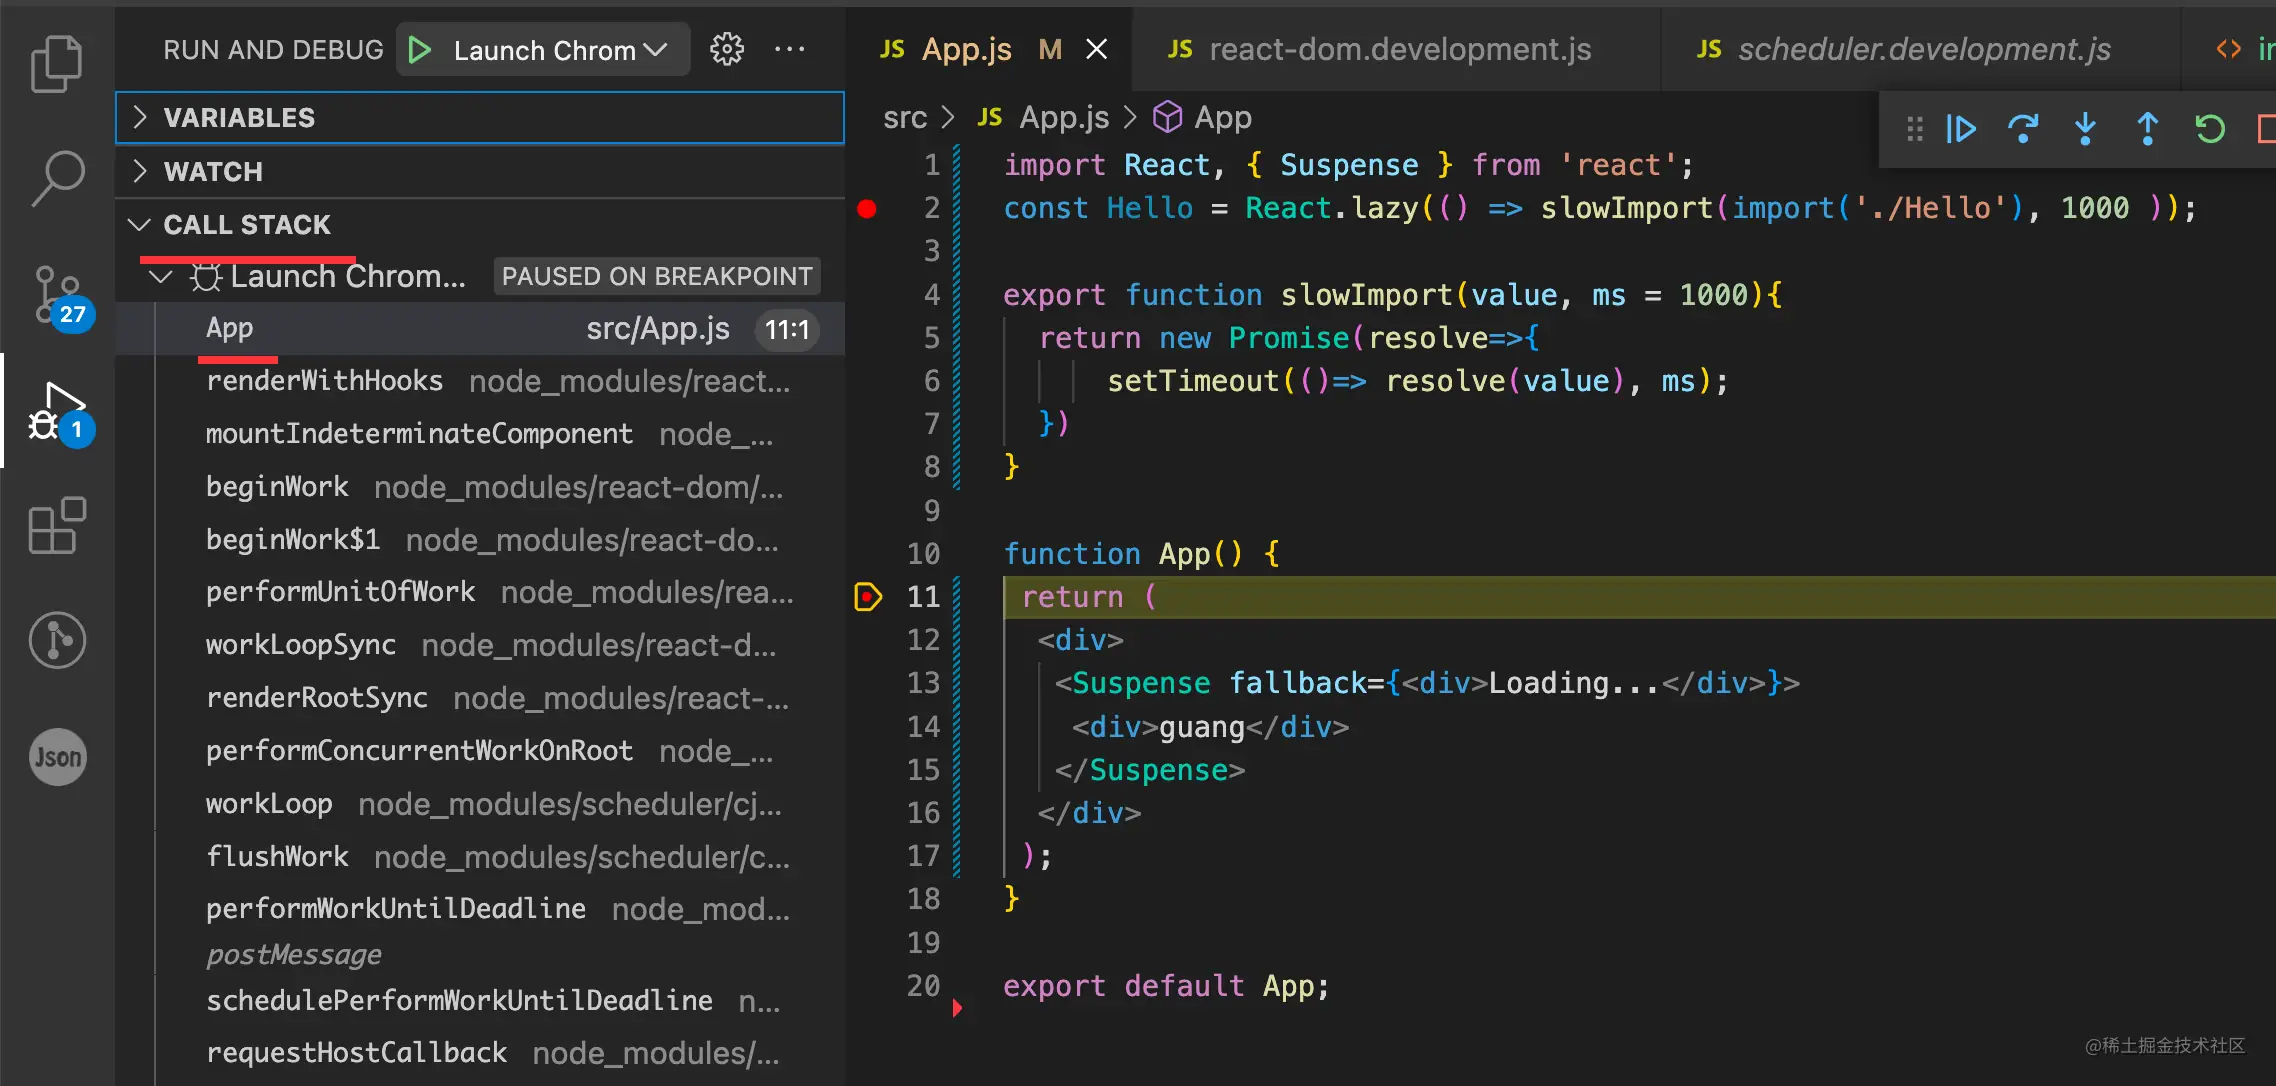 RUN AND DEBUG
Launch Chrom
VARIABLES
WATCH
CALL STACK
Launch Chrom...
PAUSED ON BREAKPOINT
App
src/App.js
11:1
renderWithHooks node_modules/react...
mountIndeterminateComponent node_...
beginWork node_modules/react-dom/...
beginWork$1 node_modules/react-do...
performUnitOfWork node_modules/rea...
workLoopSync node_modules/react-d...
renderRootSync node_modules/react-...
performConcurrentWorkOnRoot node_...
workLoop node_modules/scheduler/cj...
flushWork node_modules/scheduler/c...
performWorkUntilDeadline node_mod...
postMessage
schedulePerformWorkUntilDeadline n...
requestHostCallback node_modules/...
27
1
Json
JS App.js M
JS react-dom.development.js
JS scheduler.development.js
<> in
src > JS App.js > App
1 import React, { Suspense } from 'react';
2 const Hello = React.lazy(() => slowImport(import('./Hello'), 1000 ));
3
4 export function slowImport(value, ms = 1000){
5 return new Promise(resolve=>{
6 setTimeout(()=> resolve(value), ms);
7 })
8 }
9
10 function App() {
11 return (
12 <div>
13 <Suspense fallback={<div>Loading...</div>}>
14 <div>guang</div>
15 </Suspense>
16 </div>
17 );
18 }
19
20 export default App;
@稀土掘金技术社区